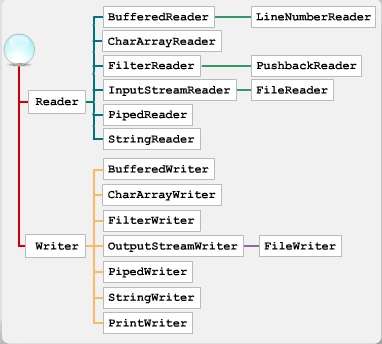 BufferedReader LineNumberReader
CharArrayReader
FilterReader PushbackReader
InputStreamReader FileReader
Reader
PipedReader
StringReader
BufferedWriter
CharArrayWriter
FilterWriter
Writer OutputStreamWriter FileWriter
PipedWriter
StringWriter
PrintWriter